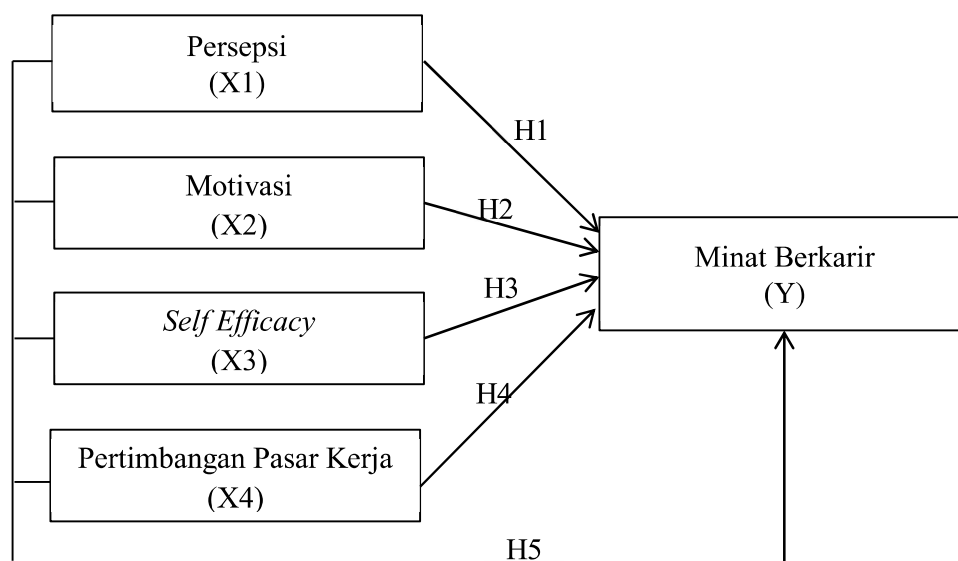 Persepsi
(X1)
H1
Motivasi
(X2)
H2
Minat Berkarir
(Y)
Self Efficacy
(X3)
H3
Pertimbangan Pasar Kerja
(X4)
H4
H5